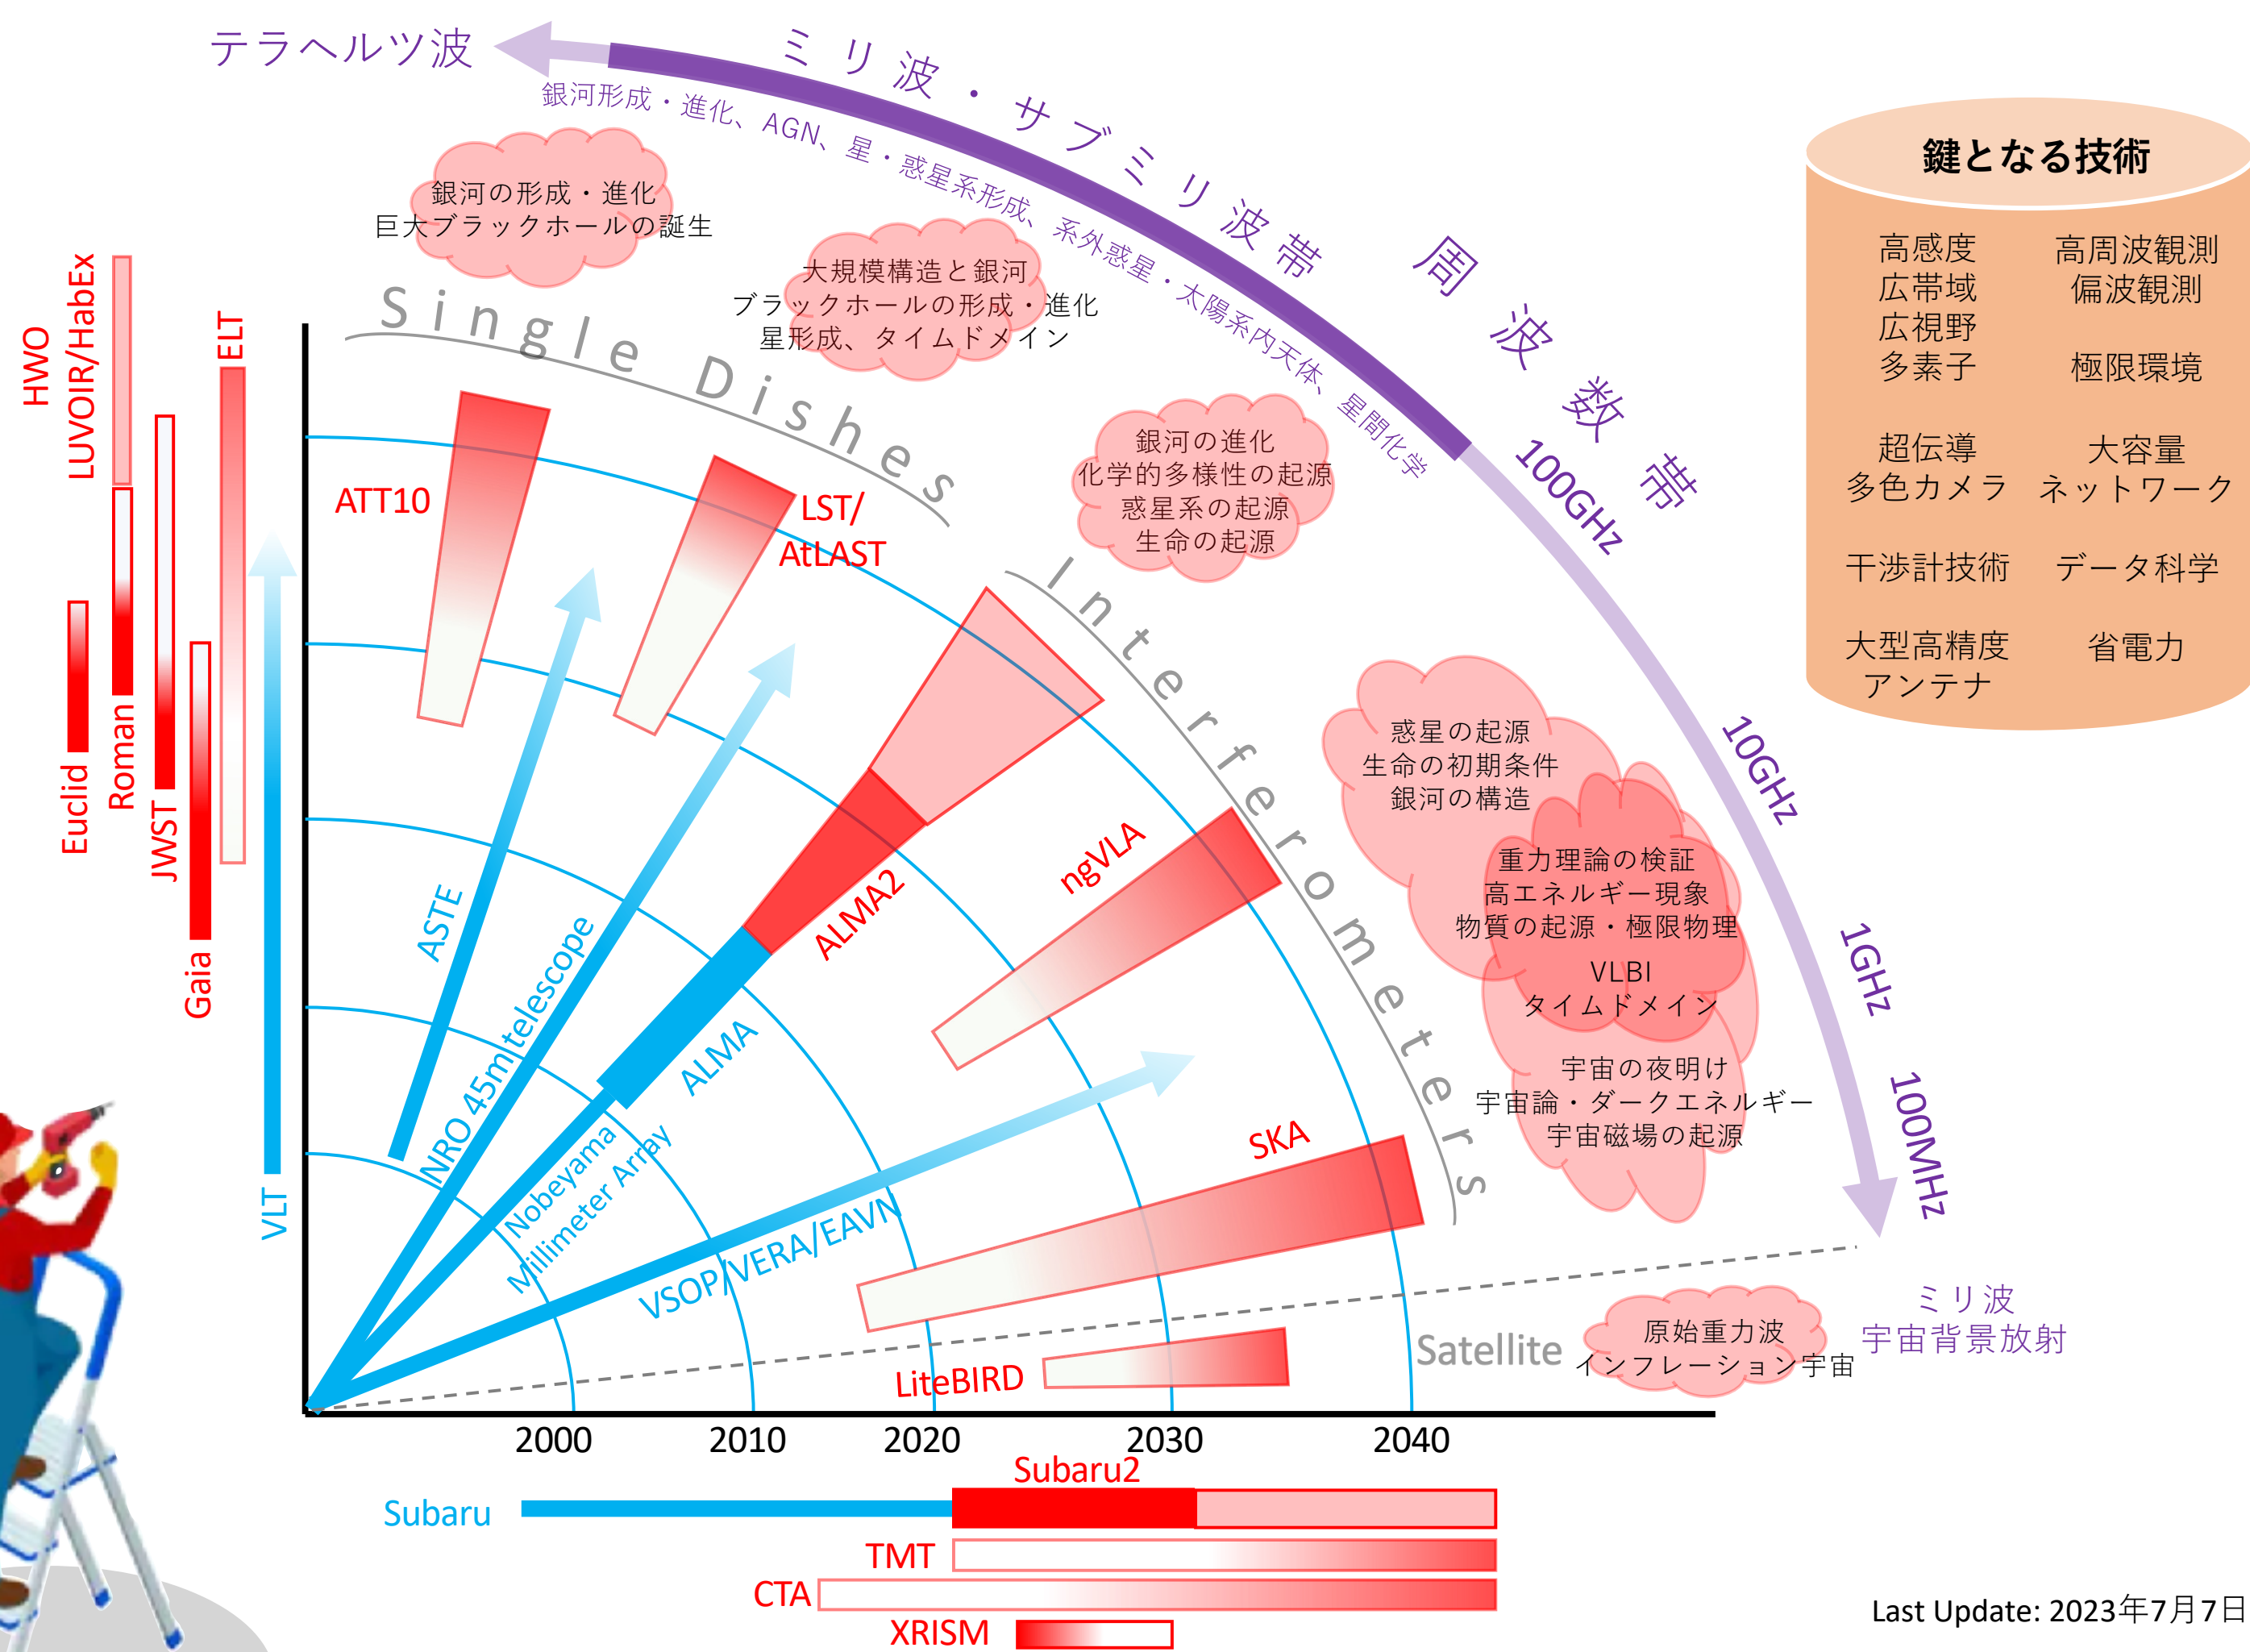 テラヘルツ波
ミリ波・サブミリ波帯
周波数帯
銀河形成・進化、AGN、星・惑星系形成、系外惑星・太陽系内天体、星間化学
100GHz
10GHz
1GHz
100MHz
鍵となる技術
高感度
広帯域
広視野
多素子
超伝導
多色カメラ
干渉計技術
大型高精度
アンテナ
高周波観測
偏波観測
極限環境
大容量
ネットワーク
データ科学
省電力
銀河の形成・進化
巨大ブラックホールの誕生
大規模構造と銀河
ブラックホールの形成・進化
星形成、タイムドメイン
Single Dishes
銀河の進化
化学的多様性の起源
惑星系の起源
生命の起源
Interferometers
惑星の起源
生命の初期条件
銀河の構造
重力理論の検証
高エネルギー現象
物質の起源・極限物理
VLBI
タイムドメイン
宇宙の夜明け
宇宙論・ダークエネルギー
宇宙磁場の起源
HWO
LUVOIR/HabEx
ELT
Euclid
Roman
JWST
Gaia
VLT
ATT10
LST/
AtLAST
ASTE
NRO 45m telescope
ALMA2
ALMA
Nobeyama
Millimeter Array
ngVLA
VSOP/VERA/EAVN
SKA
LiteBIRD
Satellite
原始重力波
インフレーション宇宙
ミリ波
宇宙背景放射
2000
2010
2020
2030
2040
Subaru2
Subaru
TMT
CTA
XRISM
Last Update: 2023年7月7日